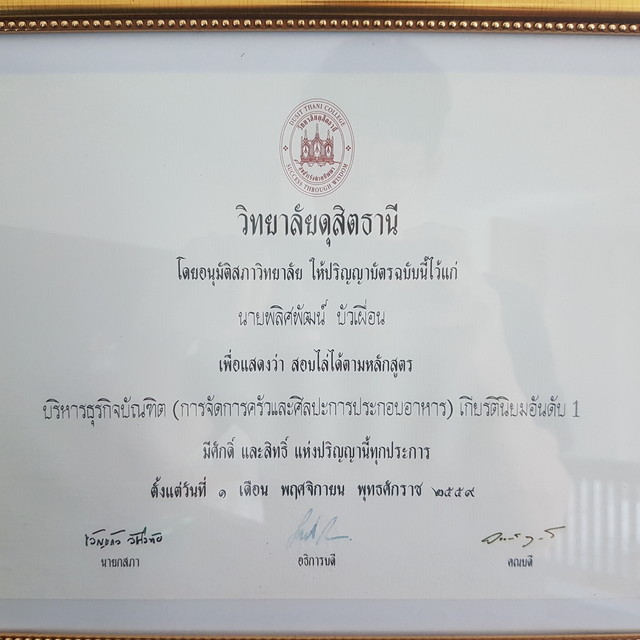 DUSIT THANI COLLEGE
วิทยาลัยดุสิตธานี
SUCCESS THROUGH WISDOM
วิทยาลัยดุสิตธานี
โดยอนุมัติสภาวิทยาลัย ให้ปริญญาบัตรฉบับนี้ไว้แก่
นายพลิศพัฒน์ บัวเผื่อน
เพื่อแสดงว่า สอบไล่ได้ตามหลักสูตร
บริหารธุรกิจบัณฑิต (การจัดการครัวและศิลปะการประกอบอาหาร) เกียรตินิยมอันดับ 1
มีศักดิ์ และสิทธิ์ แห่งปริญญานี้ทุกประการ
ตั้งแต่วันที่ ๑ เดือน พฤศจิกายน พุทธศักราช ๒๕๕๙
นายกสภา อธิการบดี คณบดี